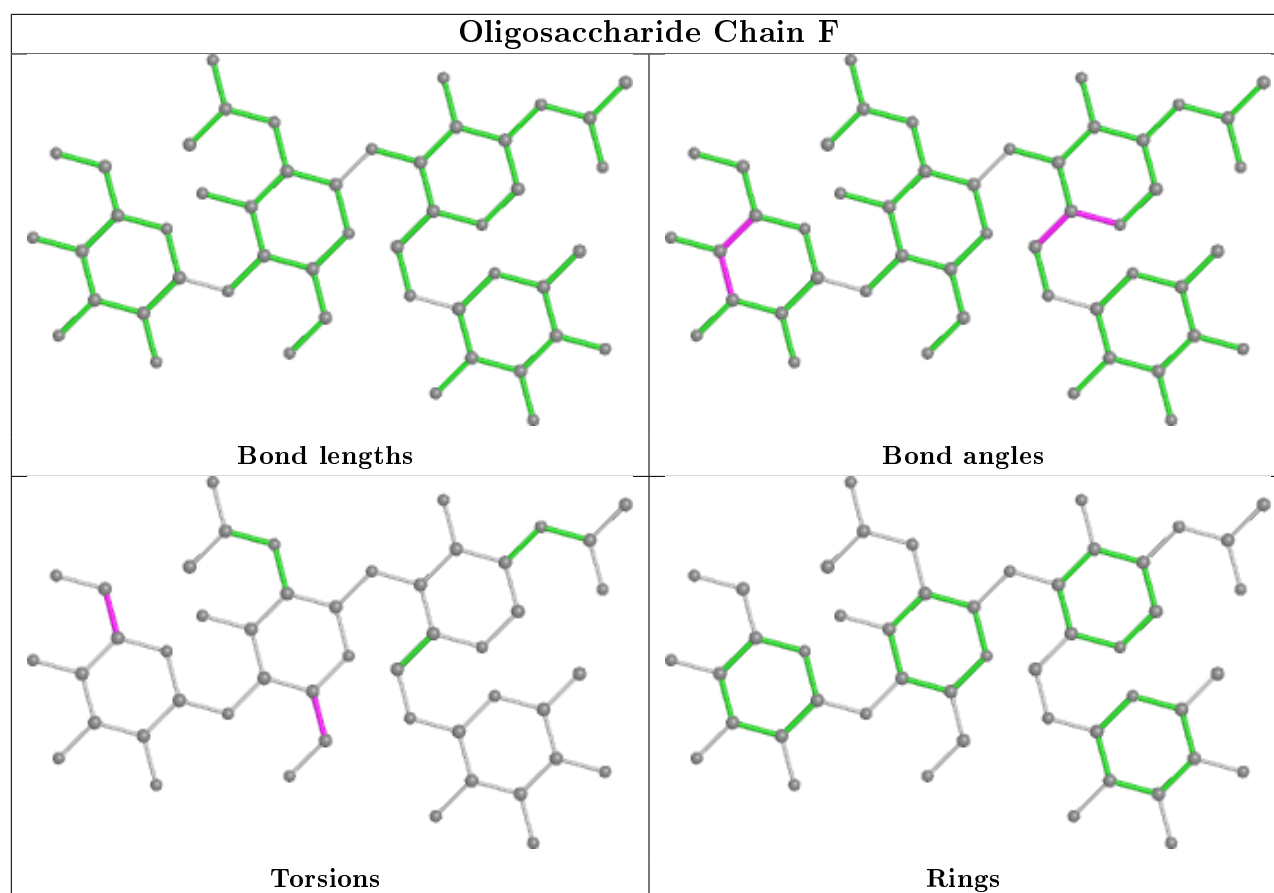 Oligosaccharide Chain F
Bond lengths
Bond angles
Torsions
Rings